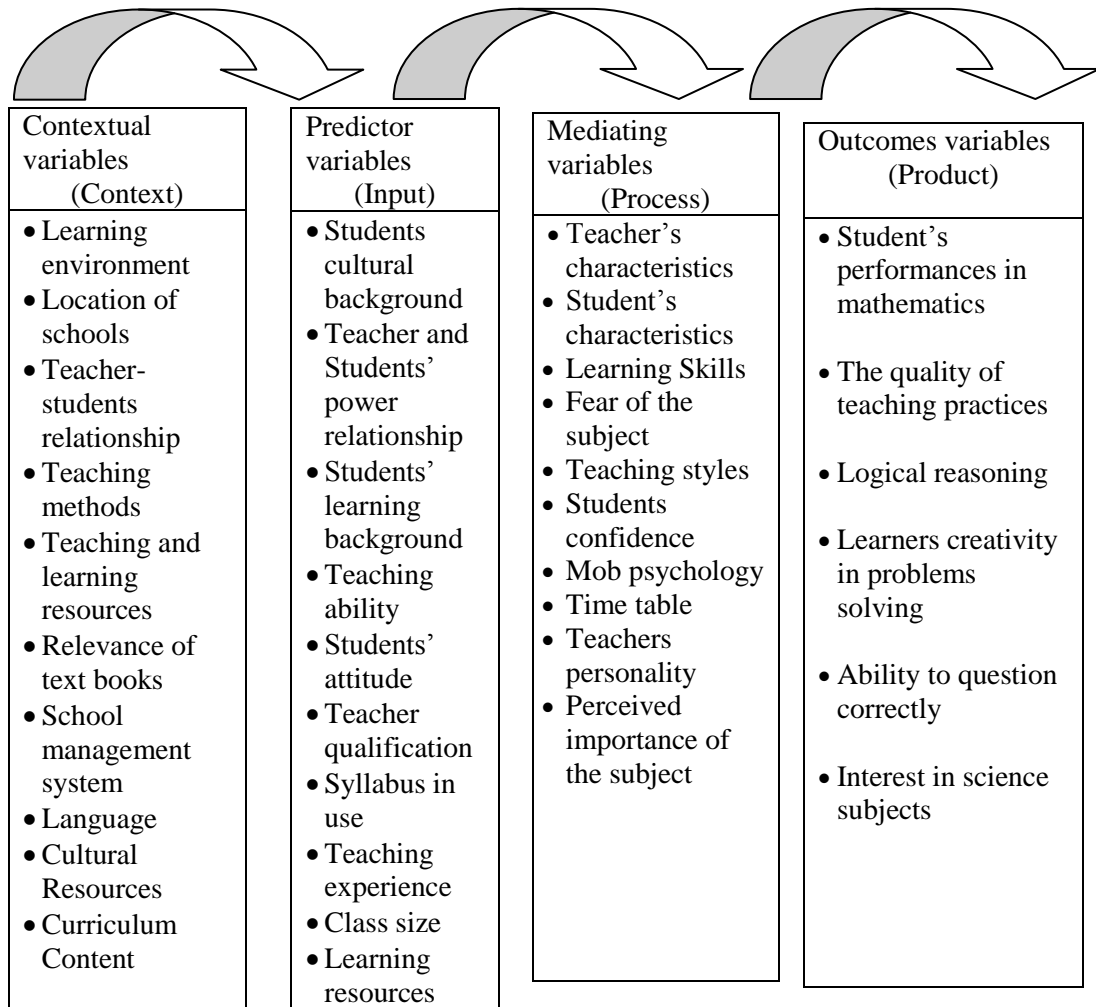 Contextual
variables
(Context)
• Learning
environment
• Location of
schools
• Teacher-
students
relationship
• Teaching
methods
• Teaching and
learning
resources
• Relevance of
text books
• School
management
system
• Language
• Cultural
Resources
• Curriculum
Content
Predictor
variables
(Input)
• Students
cultural
background
• Teacher and
Students’
power
relationship
• Students’
learning
background
• Teaching
ability
• Students’
attitude
• Teacher
qualification
• Syllabus in
use
• Teaching
experience
• Class size
• Learning
resources
Mediating
variables
(Process)
• Teacher’s
characteristics
• Student’s
characteristics
• Learning Skills
• Fear of the
subject
• Teaching styles
• Students
confidence
• Mob psychology
• Time table
• Teachers
personality
• Perceived
importance of
the subject
Outcomes variables
(Product)
• Student’s
performances in
mathematics
• The quality of
teaching practices
• Logical reasoning
• Learners creativity
in problems
solving
• Ability to question
correctly
• Interest in science
subjects